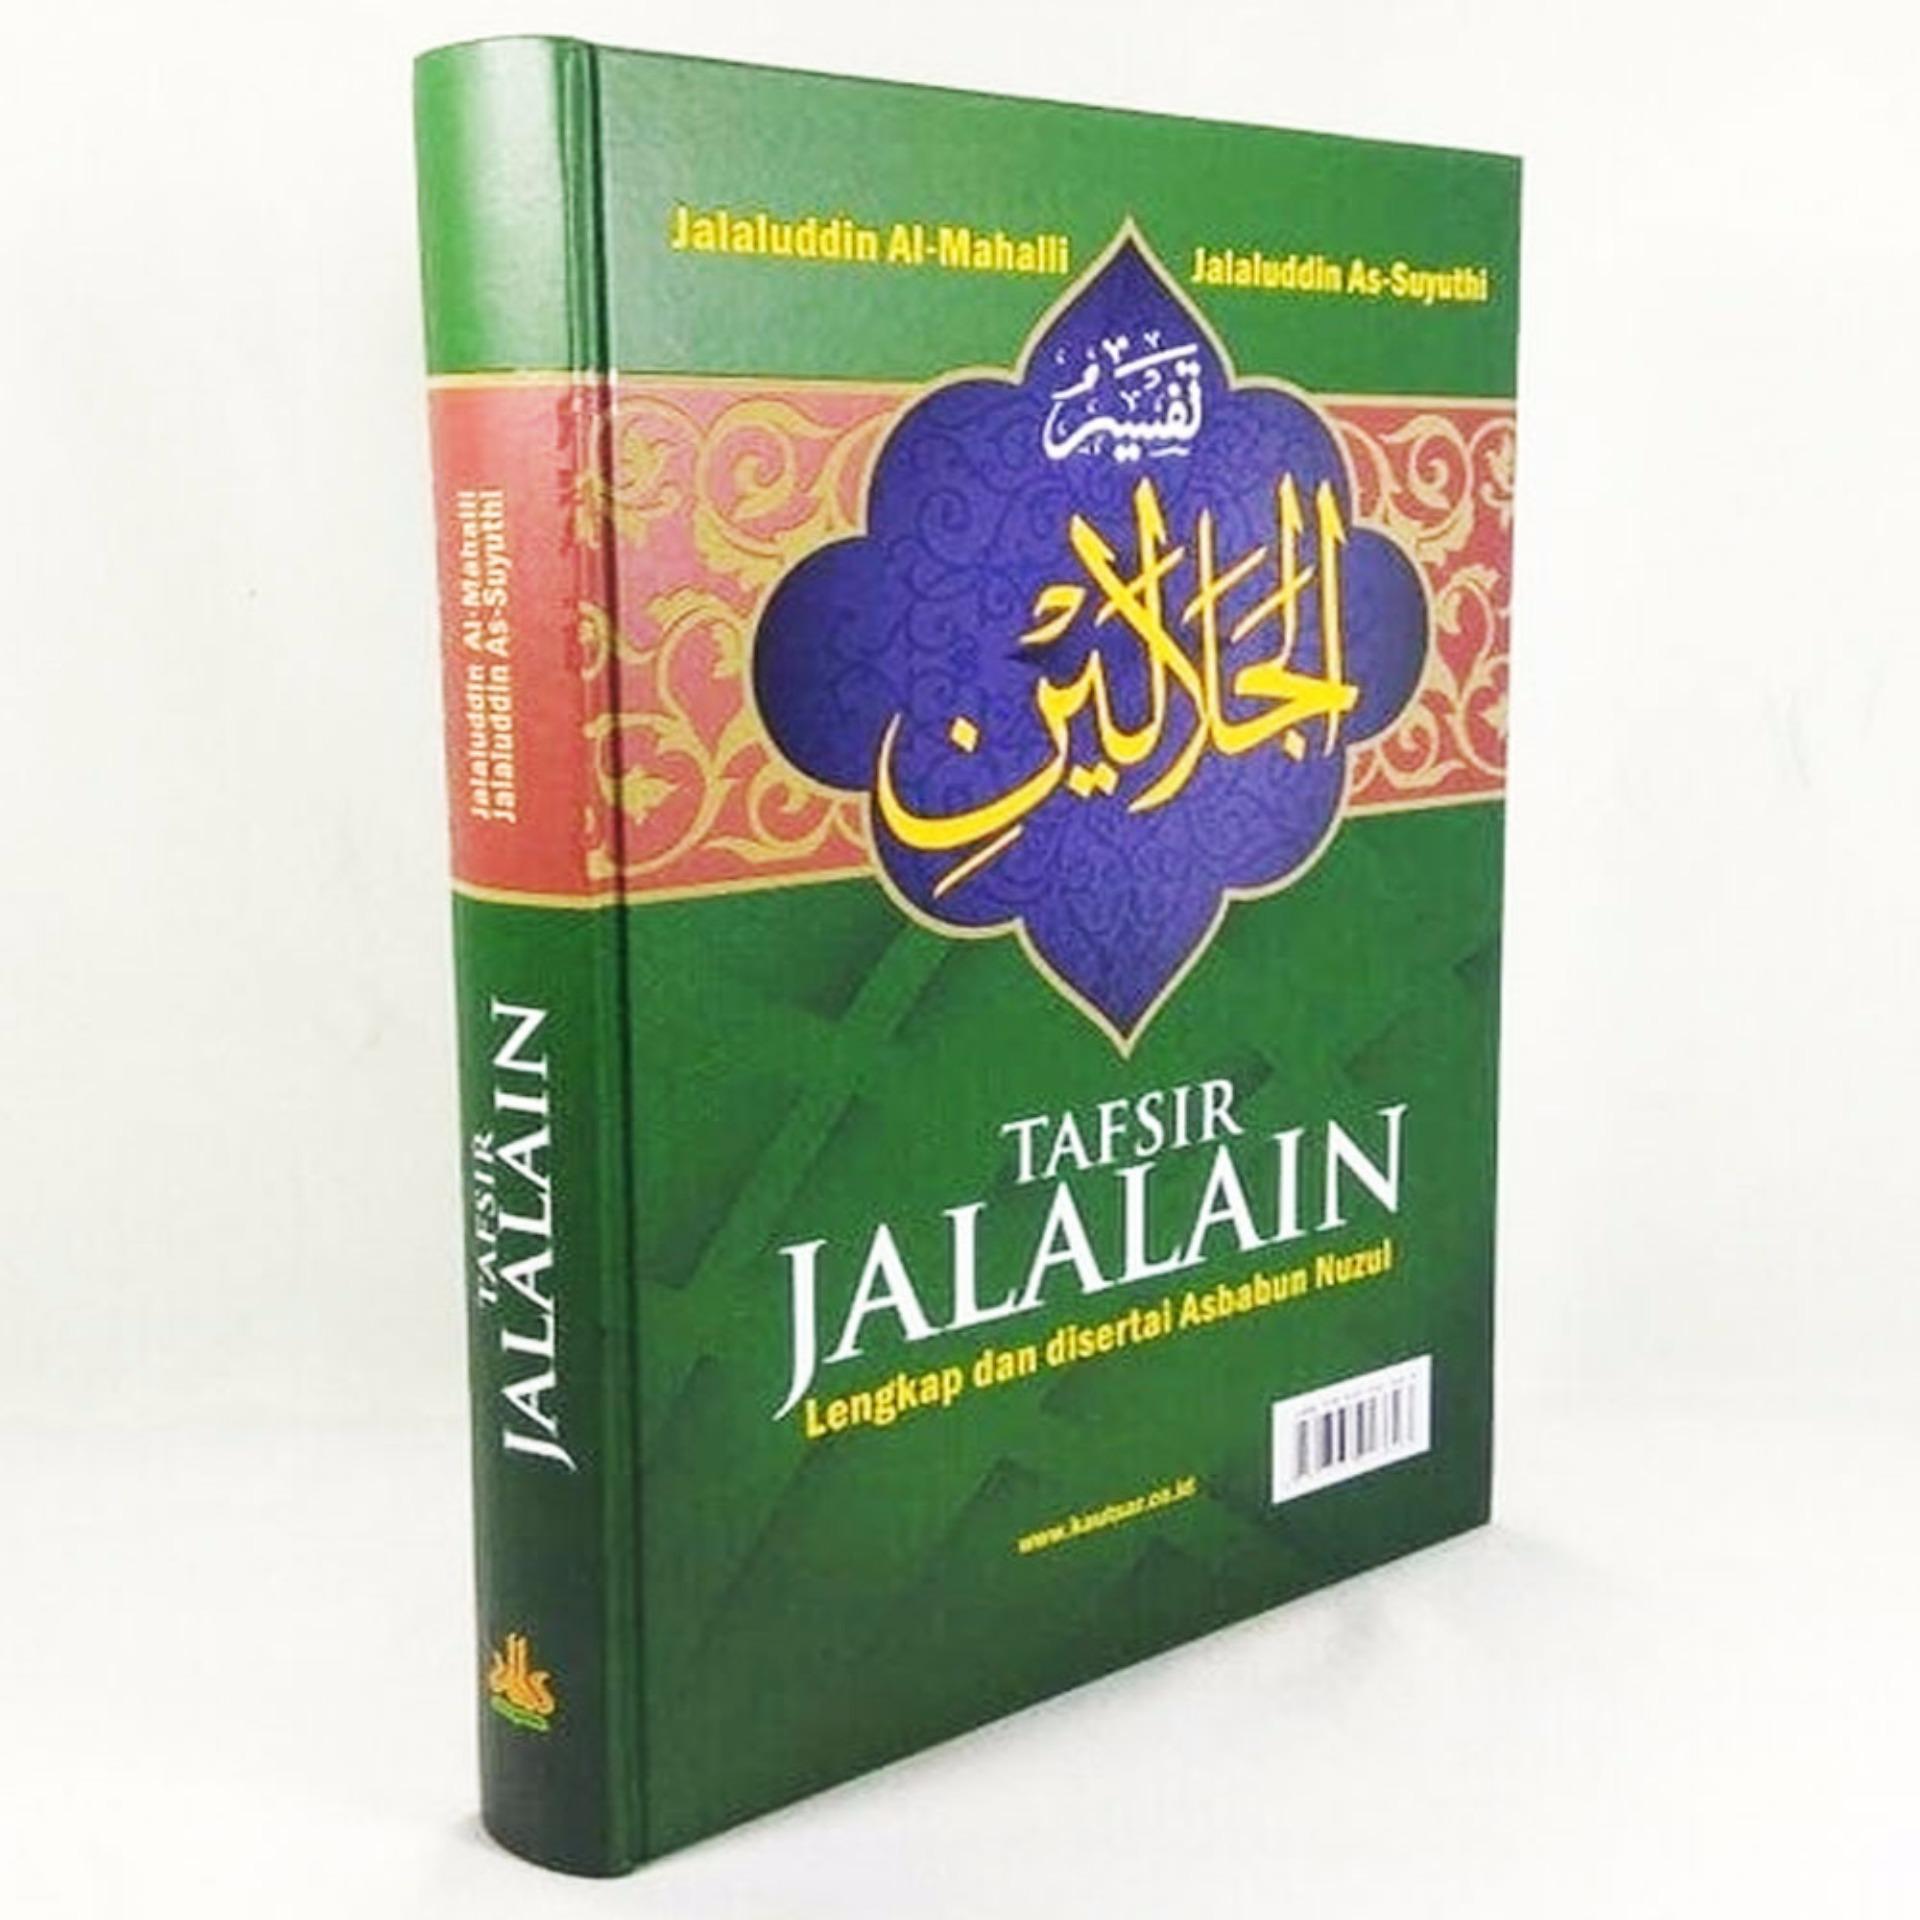 Jalaluddin Al-Mahalli
Jalaluddin As-Suyuthi
تفسير
الجلالين
TAFSIR
JALALAIN
Lengkap dan disertai Asbabun Nuzul
www.kautsar.co.id
Jalaluddin Al-Mahalli
Jalaluddin As-Suyuthi
TAFSIR
JALALAIN